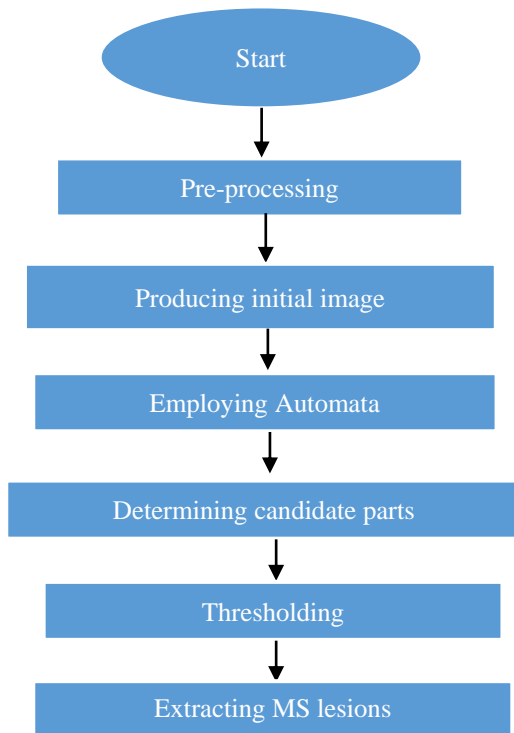 Start
Pre-processing
Producing initial image
Employing Automata
Determining candidate parts
Thresholding
Extracting MS lesions